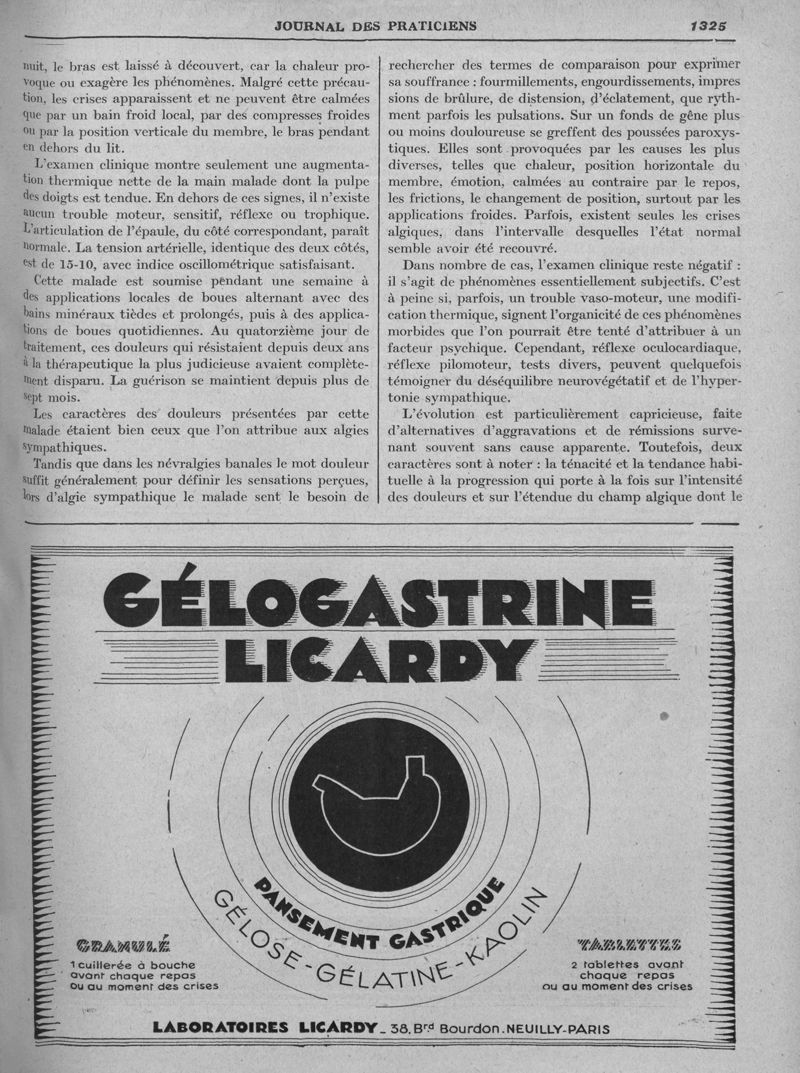 JOURNAL DES PRATICIENS 1325
nuit, le bras est laissé à découvert, car la chaleur pro-
voque ou exagère les phénomènes. Malgré cette précau-
tion, les crises apparaissent et ne peuvent être calmées
que par un bain froid local, par des compresses froides
ou par la position verticale du membre, le bras pendant
en dehors du lit.
L'examen clinique montre seulement une augmenta-
tion thermique nette de la main malade dont la pulpe
des doigts est tendue. En dehors de ces signes, il n'existe
aucun trouble moteur, sensitif, réflexe ou trophique.
L'articulation de l'épaule, du côté correspondant, paraît
normale. La tension artérielle, identique des deux côtés,
est de 15-10, avec indice oscillométrique satisfaisant.
Cette malade est soumise pendant une semaine à
des applications locales de boues alternant avec des
bains minéraux tièdes et prolongés, puis à des applica-
tions de boues quotidiennes. Au quatorzième jour de
traitement, ces douleurs qui résistaient depuis deux ans
à la thérapeutique la plus judicieuse avaient complète-
ment disparu. La guérison se maintient depuis plus de
sept mois.
Les caractères des douleurs présentées par cette
malade étaient bien ceux que l'on attribue aux algies
sympathiques.
Tandis que dans les névralgies banales le mot douleur
suffit généralement pour définir les sensations perçues,
lors d'algie sympathique le malade sent le besoin de
rechercher des termes de comparaison pour exprimer
sa souffrance : fourmillements, engourdissements, impres
sions de brûlure, de distension, d'éclatement, que ryth-
ment parfois les pulsations. Sur un fonds de gêne plus
ou moins douloureuse se greffent des poussées paroxys-
tiques. Elles sont provoquées par les causes les plus
diverses, telles que chaleur, position horizontale du
membre, émotion, calmées au contraire par le repos,
les frictions, le changement de position, surtout par les
applications froides. Parfois, existent seules les crises
algiques, dans l'intervalle desquelles l'état normal
semble avoir été recouvré.
Dans nombre de cas, l'examen clinique reste négatif :
il s'agit de phénomènes essentiellement subjectifs. C'est
à peine si, parfois, un trouble vaso-moteur, une modifi-
cation thermique, signent l'organicité de ces phénomènes
morbides que l'on pourrait être tenté d'attribuer à un
facteur psychique. Cependant, réflexe oculocardiaque,
réflexe pilomoteur, tests divers, peuvent quelquefois
témoigner du déséquilibre neurovégétatif et de l'hyper-
tonie sympathique.
L'évolution est particulièrement capricieuse, faite
d'alternatives d'aggravations et de rémissions surve-
nant souvent sans cause apparente. Toutefois, deux
caractères sont à noter : la ténacité et la tendance habi-
tuelle à la progression qui porte à la fois sur l'intensité
des douleurs et sur l'étendue du champ algique dont le
GÉLOGASTRINE
LICARDY
PANSEMENT GASTRIQUE
GÉLOSE-GÉLATINE-KAOLIN
GRANULÉ
1 cuillerée à bouche
avant chaque repas
ou au moment des crises
TABLETTES
2 tablettes avant
chaque repas
ou au moment des crises
LABORATOIRES LICARDY_38, Brd Bourdon.NEUILLY-PARIS